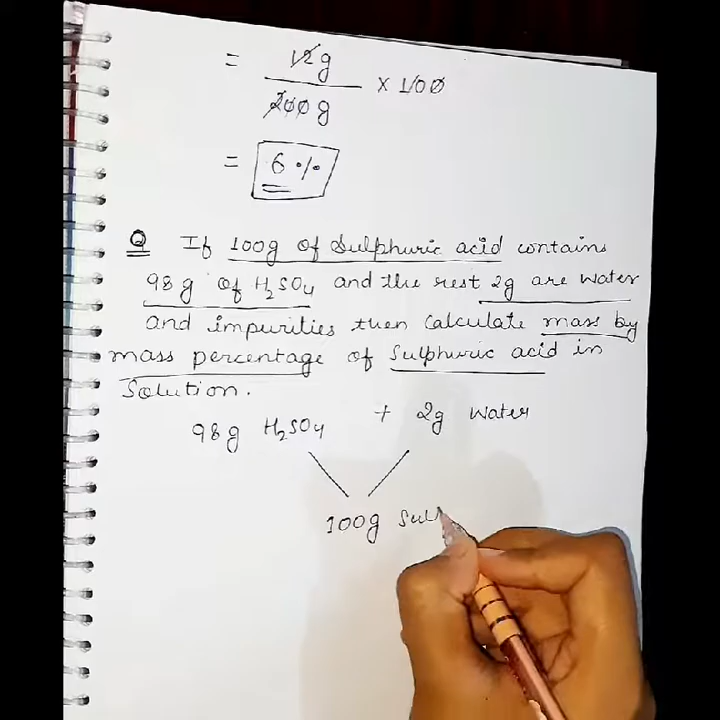 = 12g
200g × 100
= 6 %
Q If 100g of Sulphuric acid contains
98g of H₂SO₄ and the rest 2g are Water
and impurities then Calculate mass by
mass percentage of Sulphuric acid in
Solution.
98g H₂SO₄ + 2g Water
100g Sul